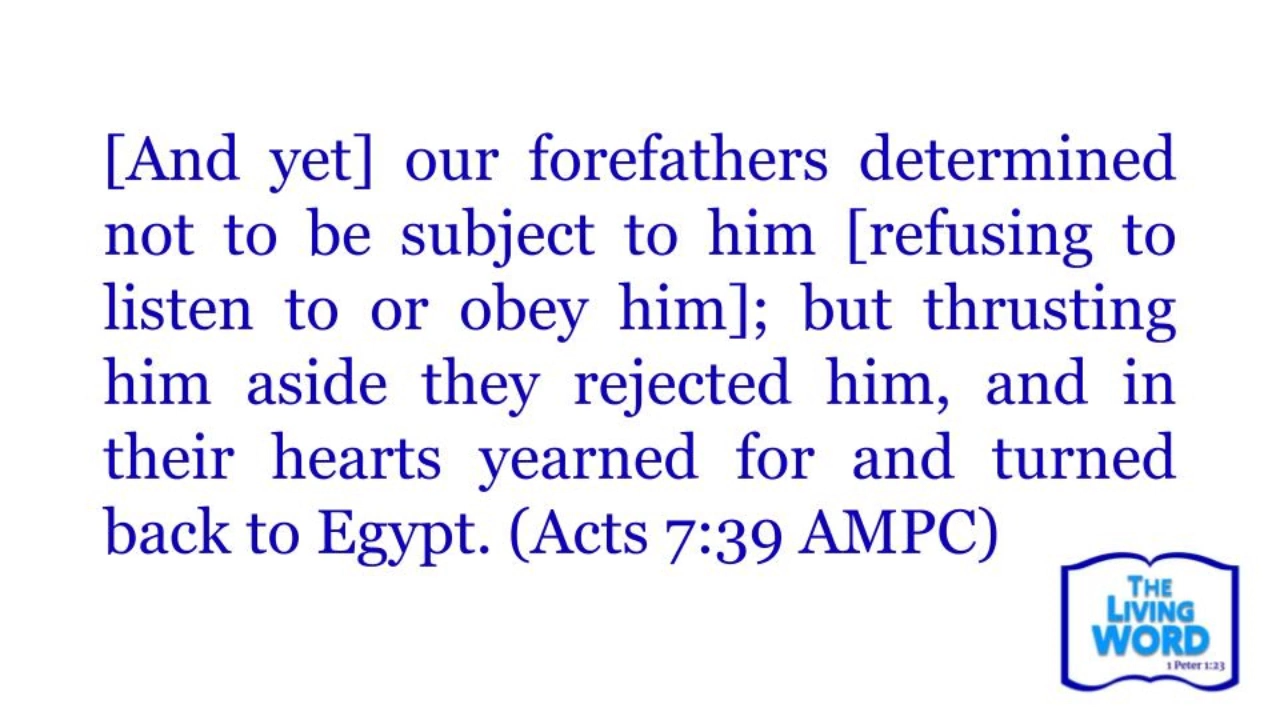 [And yet] our forefathers determined
not to be subject to him [refusing to
listen to or obey him]; but thrusting
him aside they rejected him, and in
their hearts yearned for and turned
back to Egypt. (Acts 7:39 AMPC)
THE
LIVING
WORD
1 Peter 1:23